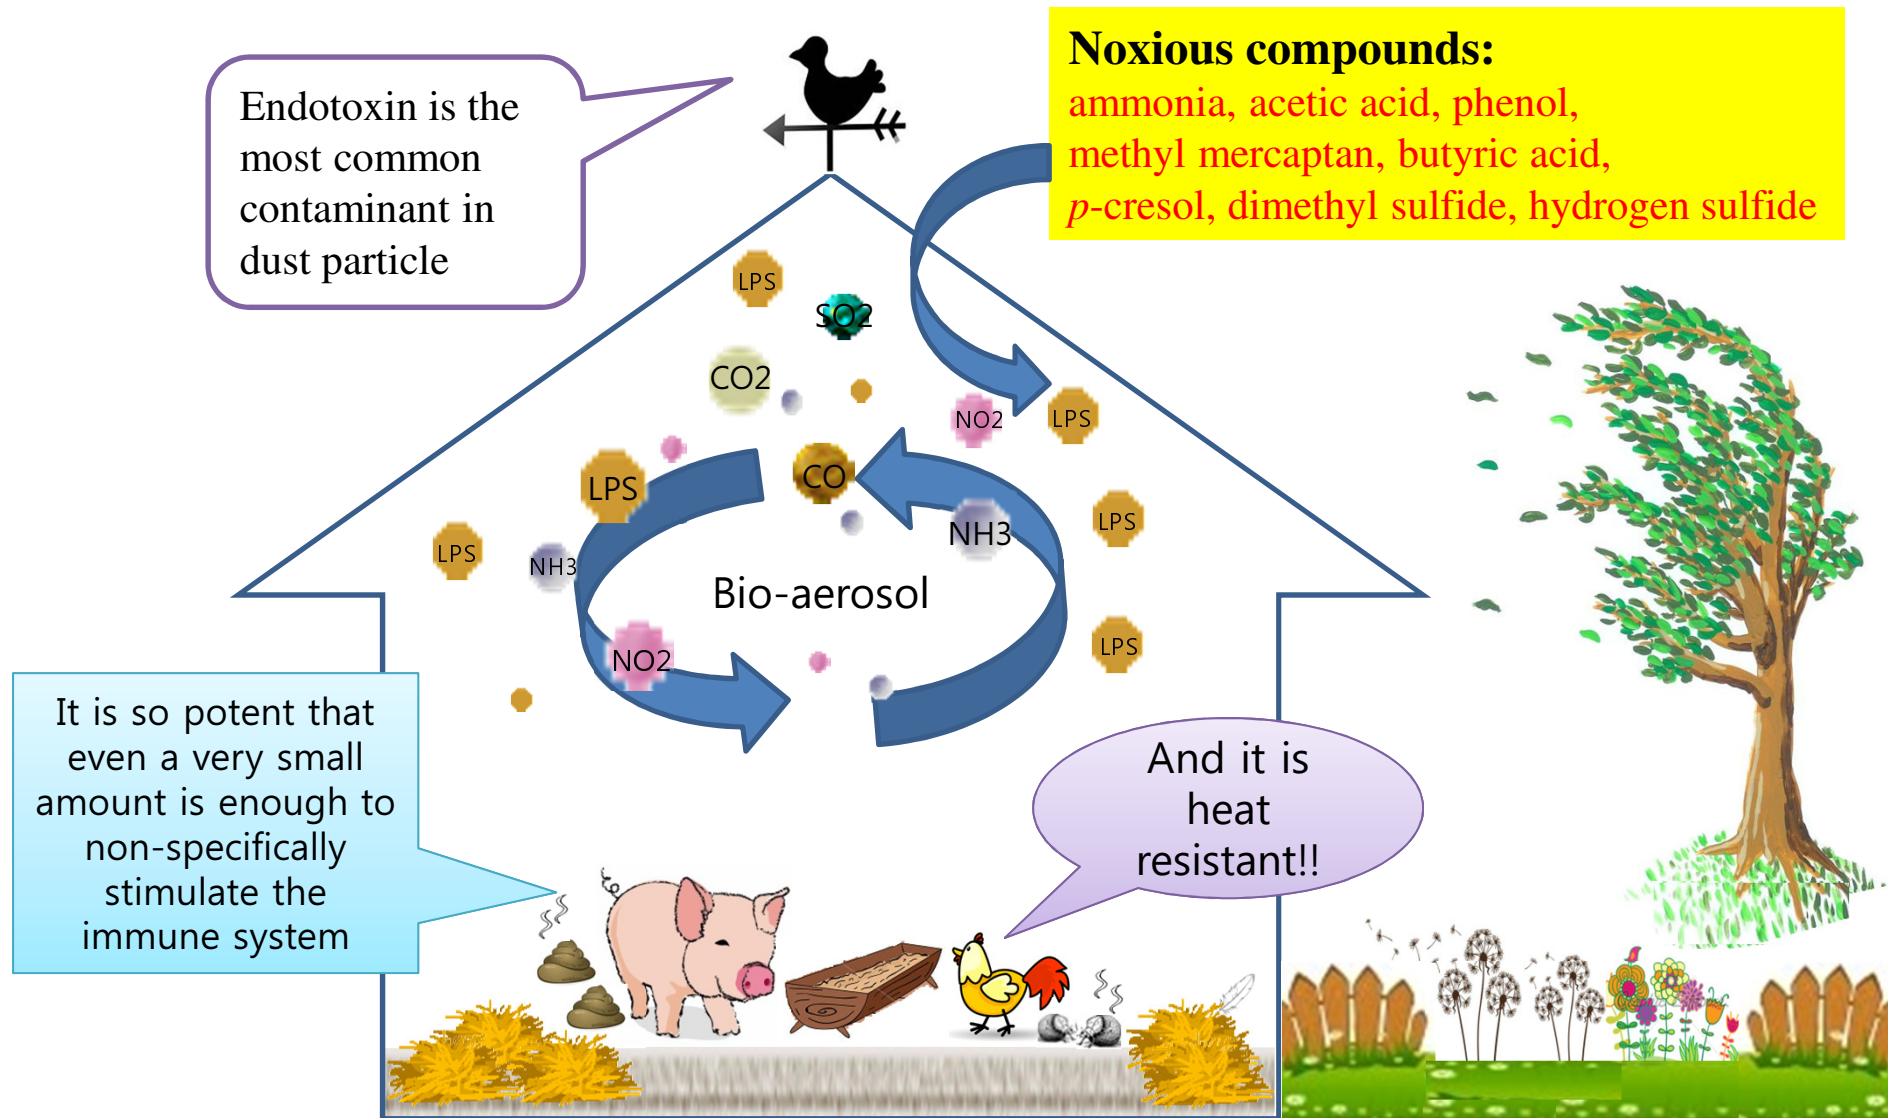 Endotoxin is the
most common
contaminant in
dust particle
Noxious compounds:
ammonia, acetic acid, phenol,
methyl mercaptan, butyric acid,
p-cresol, dimethyl sulfide, hydrogen sulfide
LPS
SO2
CO2
NO2
LPS
CO
LPS
LPS
NH3
LPS
NH3
Bio-aerosol
NO2
LPS
It is so potent that
even a very small
amount is enough to
non-specifically
stimulate the
immune system
And it is
heat
resistant!!